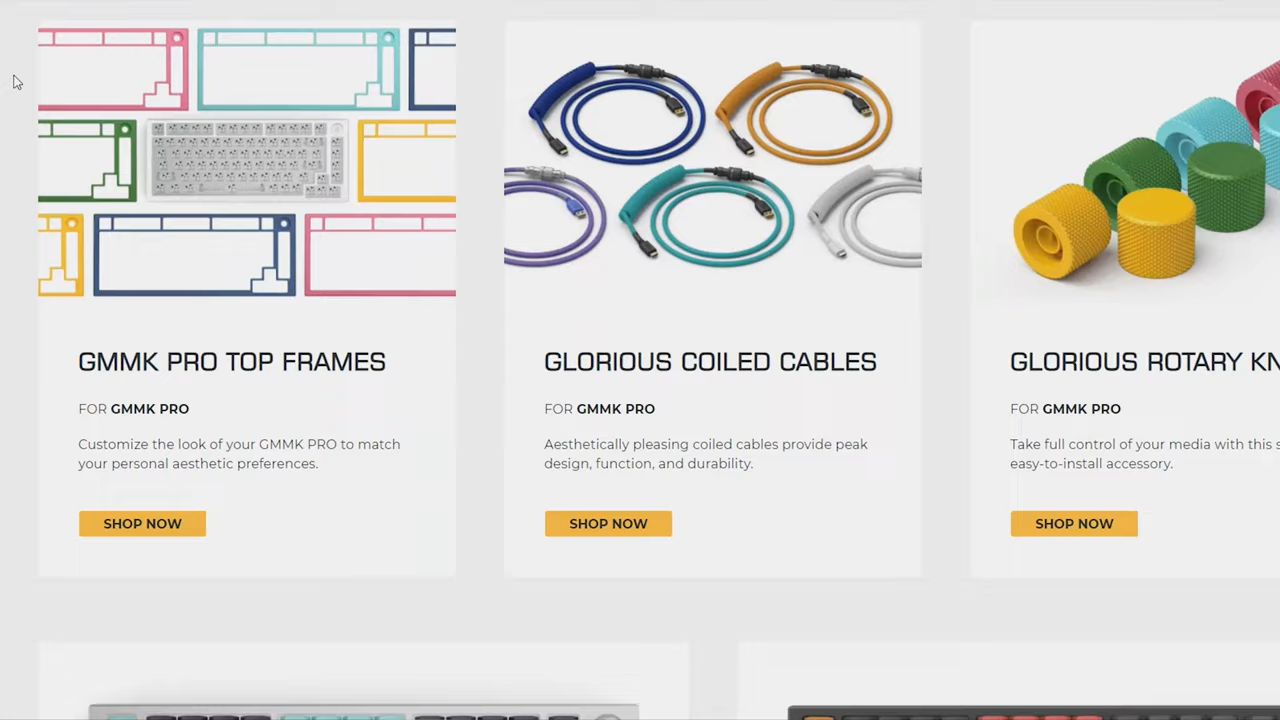 GMMK PRO TOP FRAMES
FOR GMMK PRO
Customize the look of your GMMK PRO to match
your personal aesthetic preferences.
SHOP NOW
GLORIOUS COILED CABLES
FOR GMMK PRO
Aesthetically pleasing coiled cables provide peak
design, function, and durability.
SHOP NOW
GLORIOUS ROTARY KN
FOR GMMK PRO
Take full control of your media with this s
easy-to-install accessory.
SHOP NOW